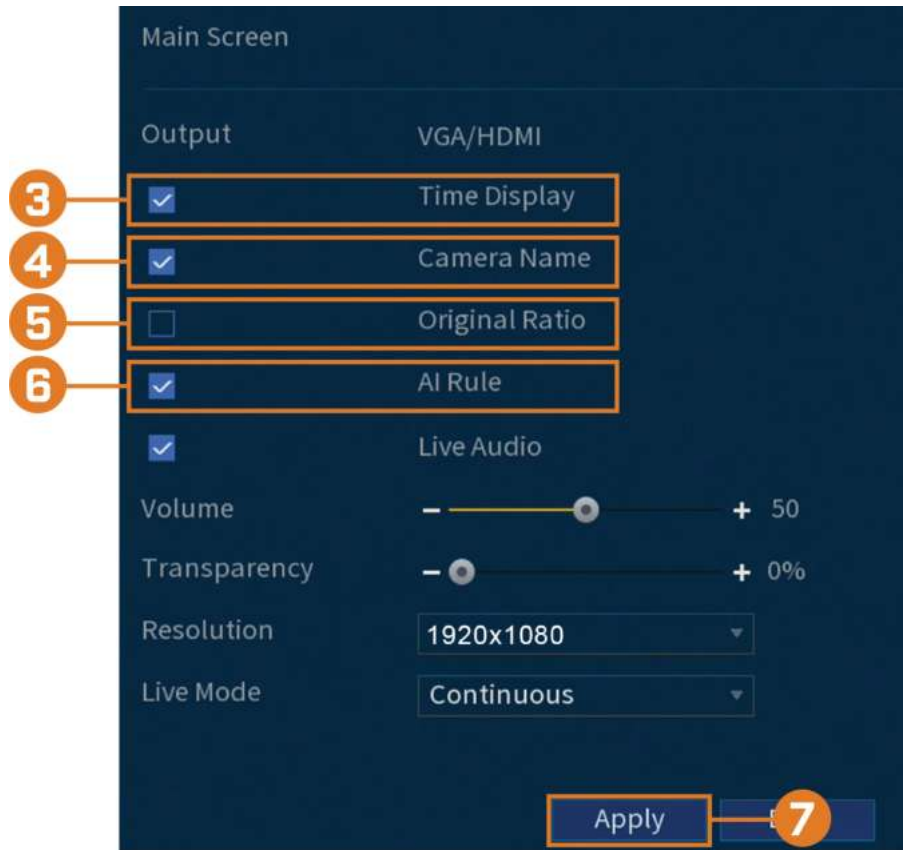 Main Screen
Output VGA/HDMI
3 Time Display
4 Camera Name
5 Original Ratio
6 AI Rule
Live Audio
Volume - + 50
Transparency - + 0%
Resolution 1920x1080
Live Mode Continuous
Apply 7